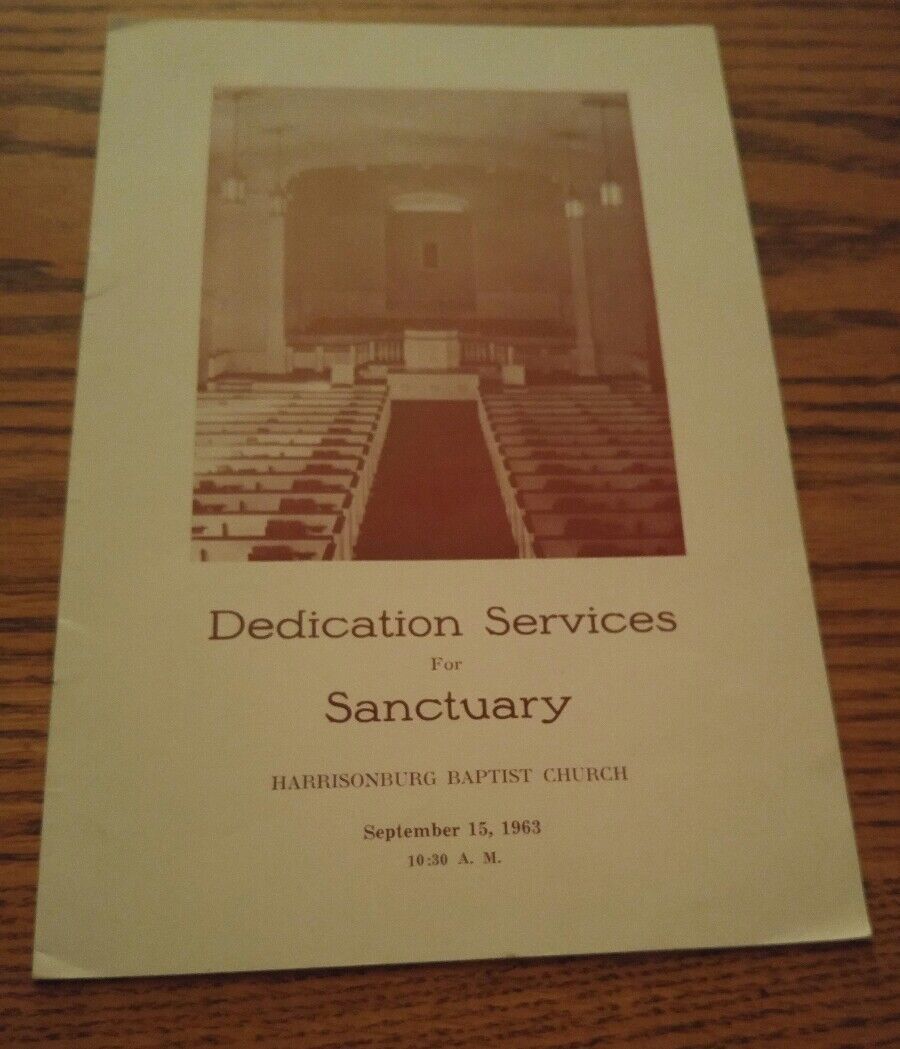 Dedication Services
For
Sanctuary
HARRISONBURG BAPTIST CHURCH
September 15, 1963
10:30 A. M.